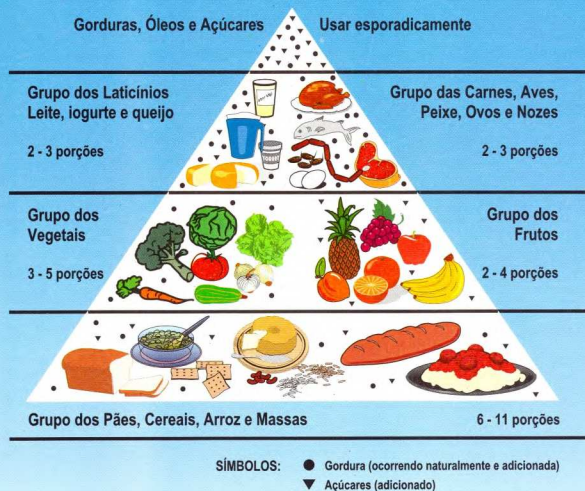 Gorduras, Óleos e Açúcares
Usar esporadicamente
Grupo dos Laticínios
Leite, iogurte e queijo
2 - 3 porções
Grupo das Carnes, Aves,
Peixe, Ovos e Nozes
2 - 3 porções
Grupo dos
Vegetais
3 - 5 porções
Grupo dos
Frutos
2 - 4 porções
Grupo dos Pães, Cereais, Arroz e Massas
6 - 11 porções
SÍMBOLOS:
Gordura (ocorrendo naturalmente e adicionada)
Açúcares (adicionado)